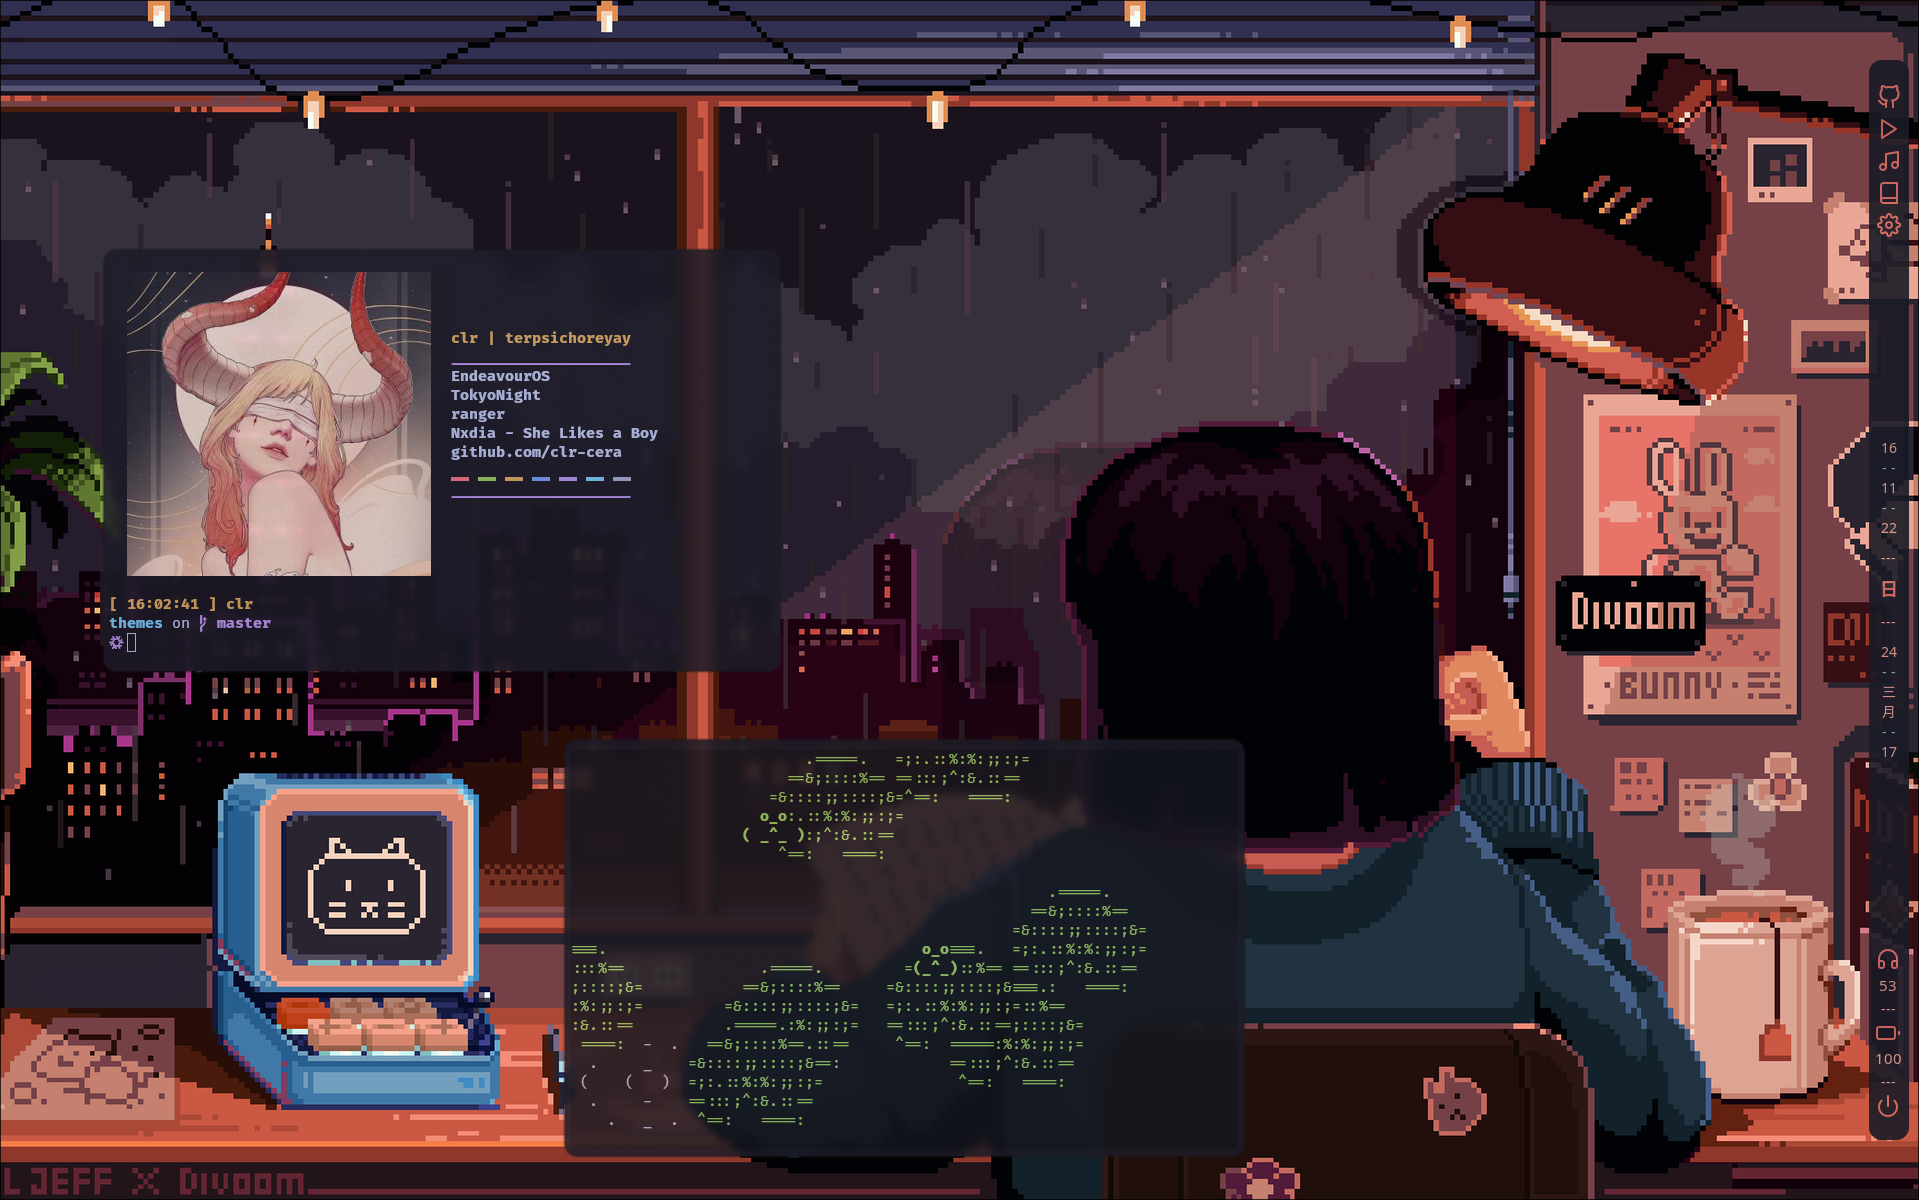 clr | terpsichoreyay
EndeavourOS
TokyoNight
ranger
Nxdia - She Likes a Boy
github.com/clr-cera
[ 16:02:41 ] clr
themes on master
16
--
11
--
22
---
日
---
24
--
三
月
--
17
53
---
100
---
Divoom
·BUNNY·
L JEFF X Divoom